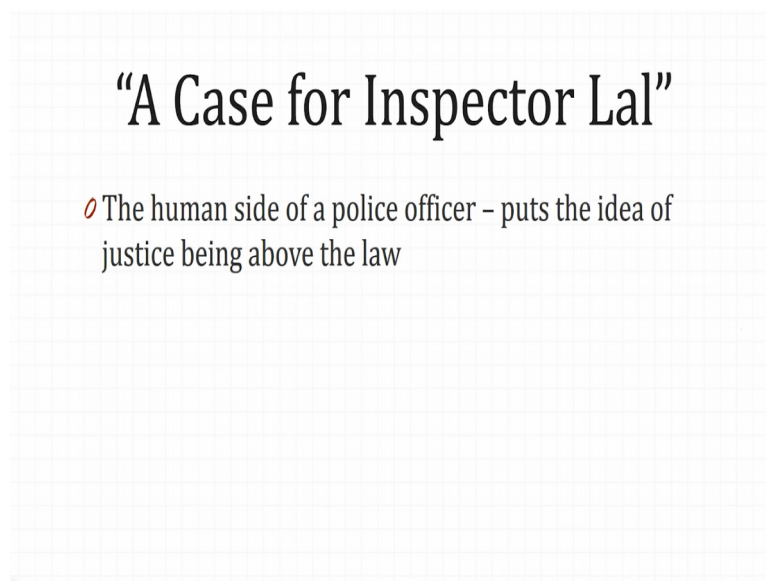 “A Case for Inspector Lal”
The human side of a police officer – puts the idea of
justice being above the law